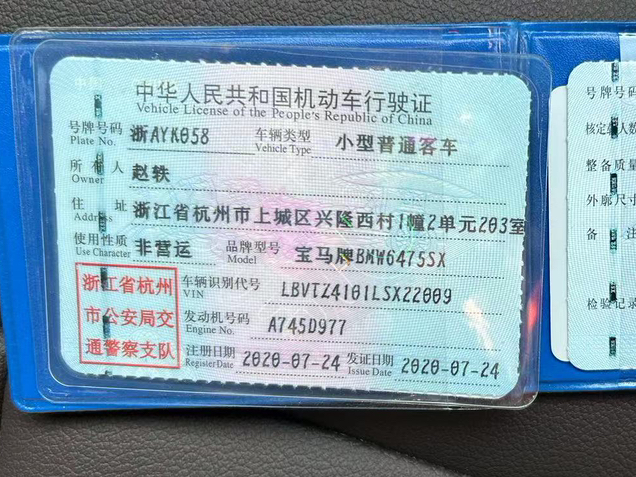 中华人民共和国机动车行驶证
Vehicle License of the People's Republic of China
号牌号码 浙AYK058 车辆类型 小型普通客车
Plate No. Vehicle Type
所有人 赵轶
Owner
住址 浙江省杭州市上城区兴隆西村1幢2单元203室
Address
使用性质 非营运 品牌型号 宝马牌BMW6475SX
Use Character Model
浙江省杭州
市公安局交
通警察支队
车辆识别代号 LBVTZ4101LSX22009
VIN
发动机号码 A745D977
Engine No.
注册日期 2020-07-24 发证日期 2020-07-24
Register Date Issue Date
号牌号码
核定 人数
整备质量
外廓尺寸
备注
检验记录